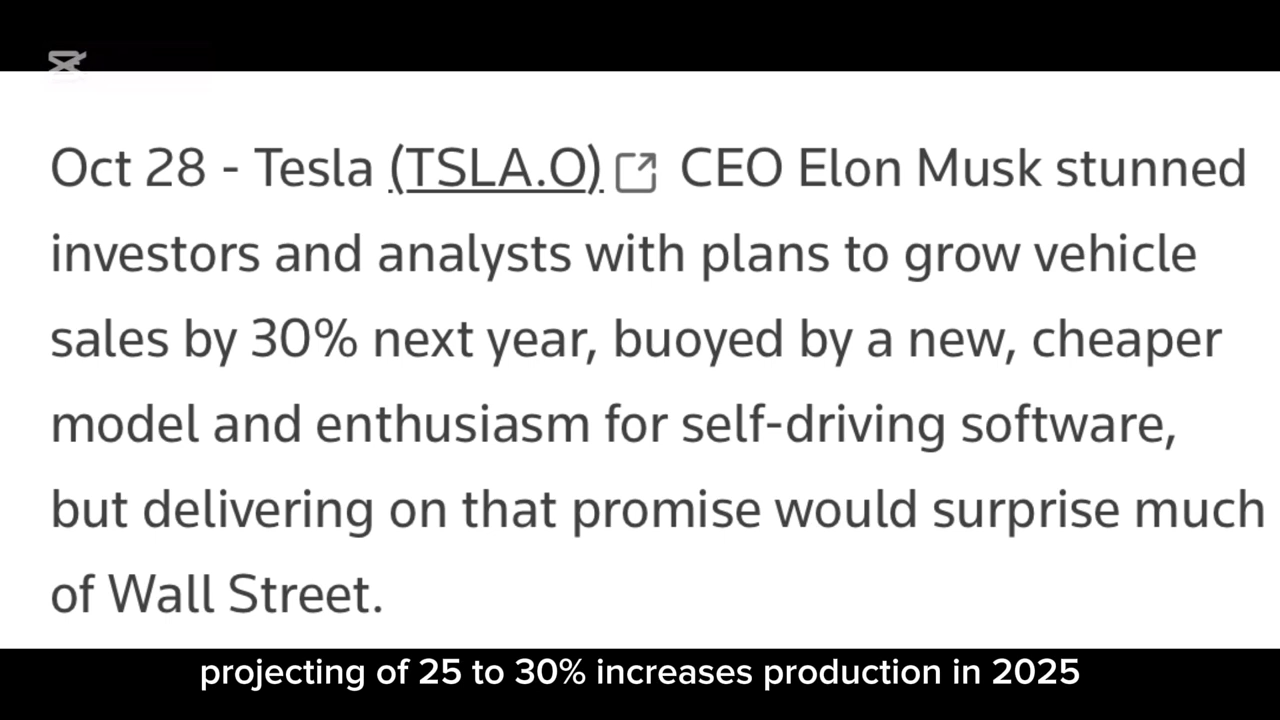 Oct 28 - Tesla (TSLA.O) CEO Elon Musk stunned
investors and analysts with plans to grow vehicle
sales by 30% next year, buoyed by a new, cheaper
model and enthusiasm for self-driving software,
but delivering on that promise would surprise much
of Wall Street.
projecting of 25 to 30% increases production in 2025